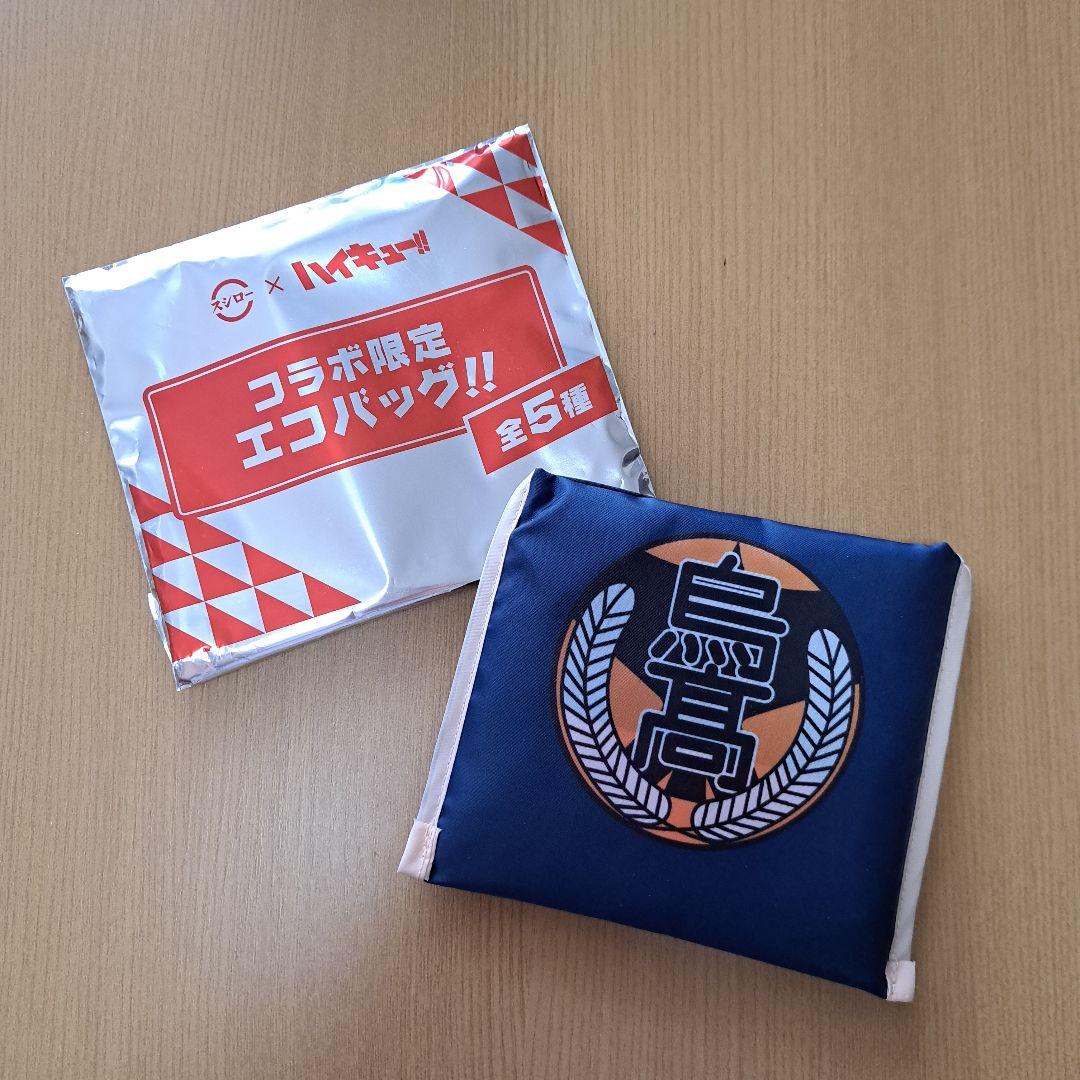 スシロー × ハイキュー!!
コラボ限定
エコバッグ!!
全5種
烏
高